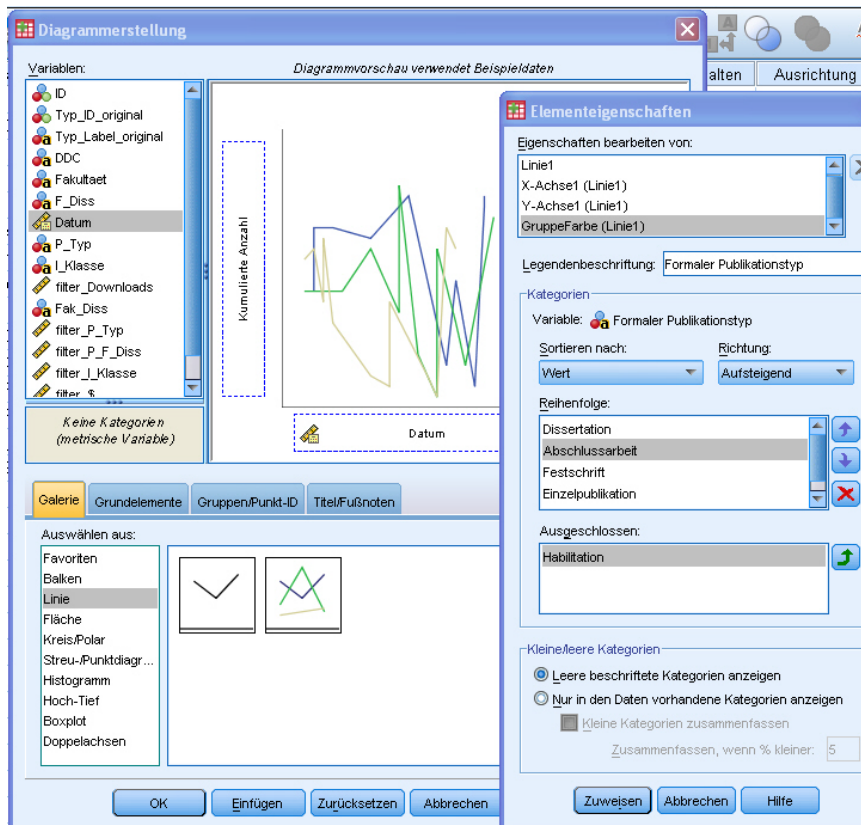 Diagrammerstellung
Variablen:
Diagrammvorschau verwendet Beispieldaten
ID
Typ_ID_original
Typ_Label_original
DDC
Fakultaet
F_Diss
Datum
P_Typ
I_Klasse
filter_Downloads
Fak_Diss
filter_P_Typ
filter_P_F_Diss
filter_I_Klasse
filter_$
Keine Kategorien
(metrische Variable)
Kumulierte Anzahl
Datum
Galerie
Grundelemente
Gruppen/Punkt-ID
Titel/Fußnoten
Auswählen aus:
Favoriten
Balken
Linie
Fläche
Kreis/Polar
Streu-/Punktdiagr...
Histogramm
Hoch-Tief
Boxplot
Doppelachsen
OK
Einfügen
Zurücksetzen
Abbrechen
A
alten
Ausrichtung
Elementeigenschaften
Eigenschaften bearbeiten von:
Linie1
X-Achse1 (Linie1)
Y-Achse1 (Linie1)
GruppeFarbe (Linie1)
Legendenbeschriftung: Formaler Publikationstyp
Kategorien
Variable: Formaler Publikationstyp
Sortieren nach:
Richtung:
Wert
Aufsteigend
Reihenfolge:
Dissertation
Abschlussarbeit
Festschrift
Einzelpublikation
Ausgeschlossen:
Habilitation
Kleine/leere Kategorien
Leere beschriftete Kategorien anzeigen
Nur in den Daten vorhandene Kategorien anzeigen
Kleine Kategorien zusammenfassen
Zusammenfassen, wenn % kleiner: 5
Zuweisen
Abbrechen
Hilfe